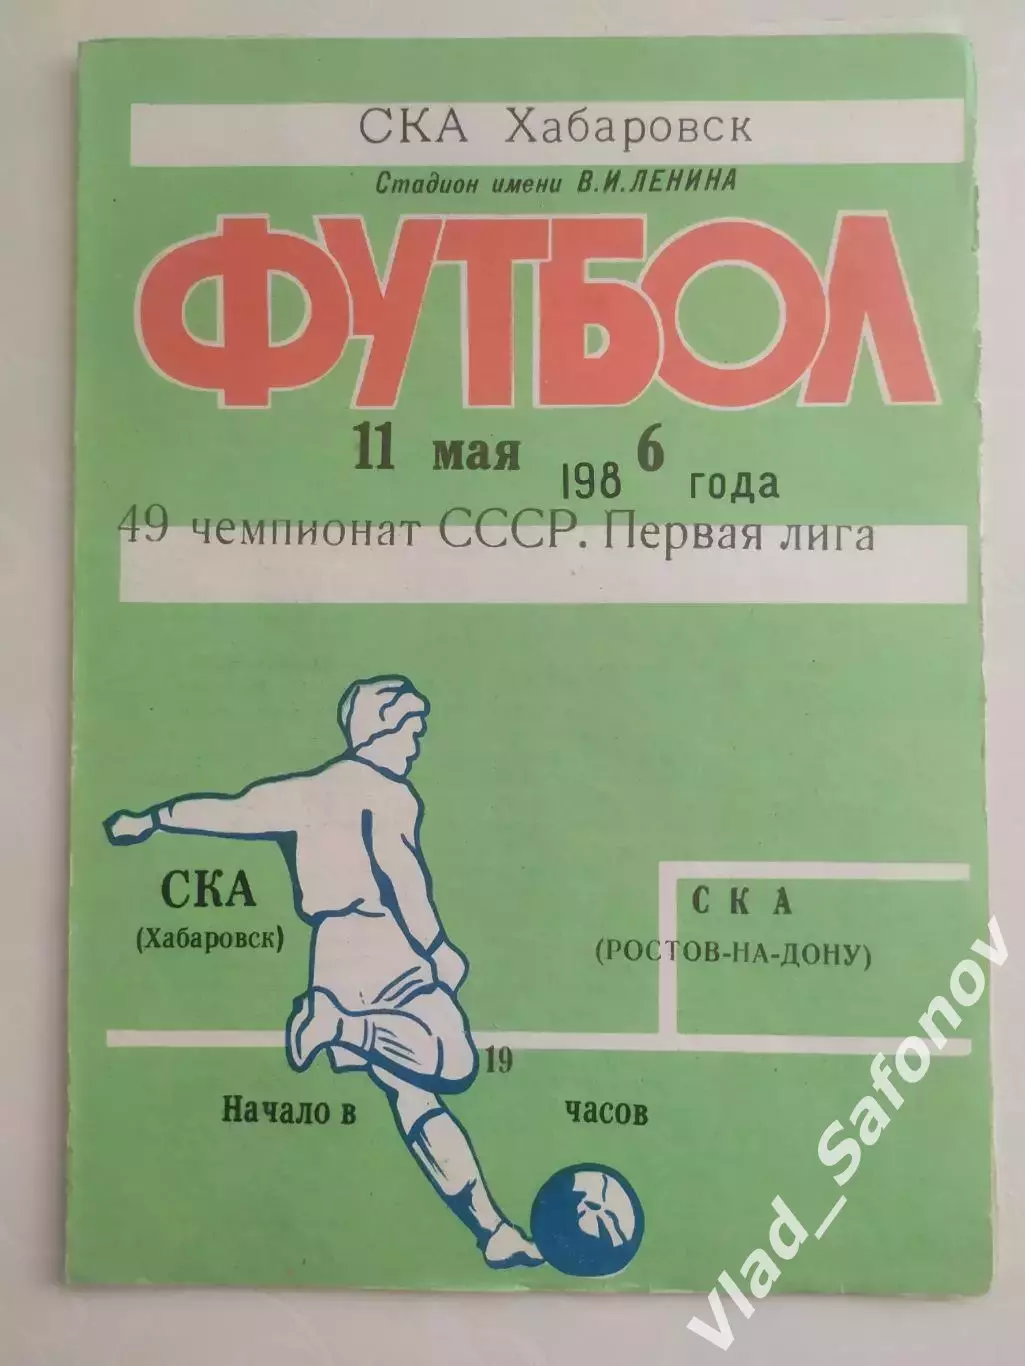 СКА Хабаровск
Стадион имени В.И.ЛЕНИНА
ФУТБОЛ
11 мая 1986 года
49 чемпионат СССР. Первая лига
СКА
(Хабаровск)
СКА
(РОСТОВ-НА-ДОНУ)
19
Начало в часов
Vlad_Safonov